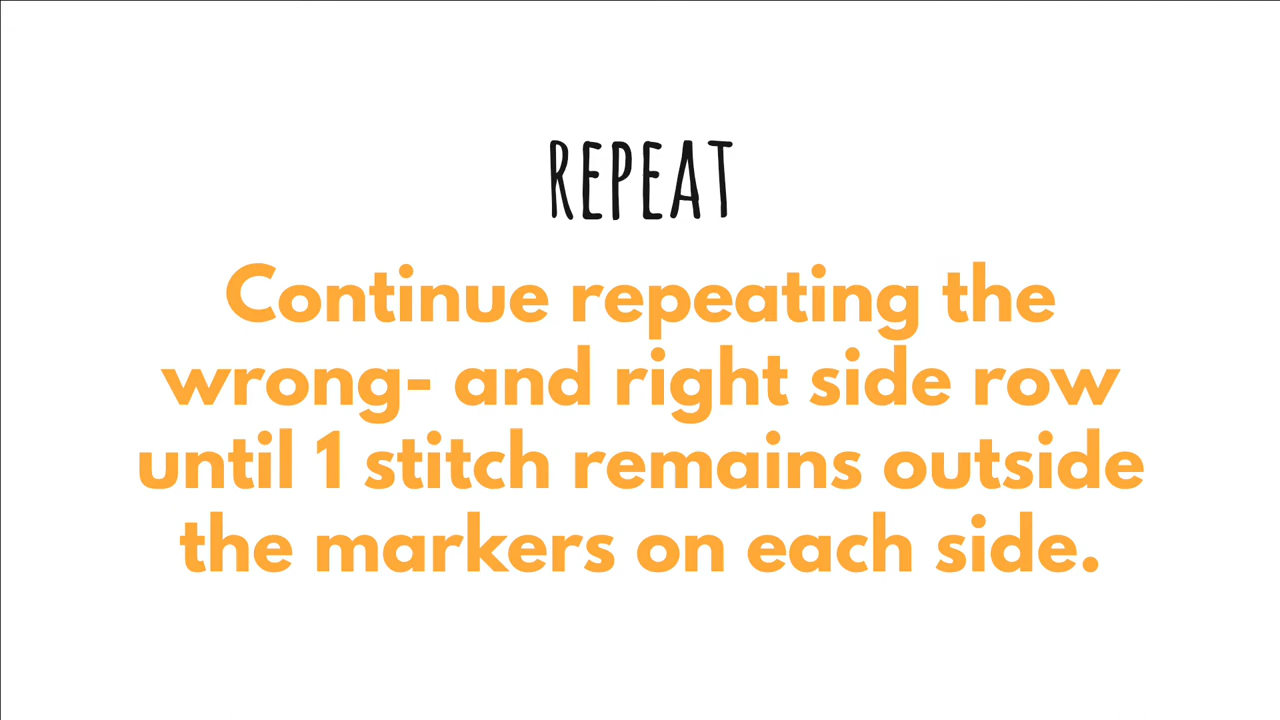 REPEAT
Continue repeating the
wrong- and right side row
until 1 stitch remains outside
the markers on each side.